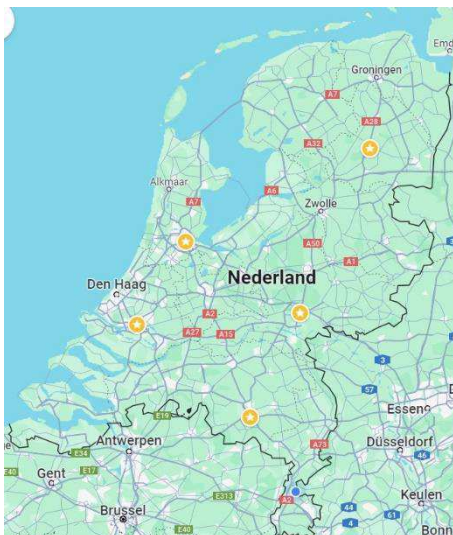 Emd
Groningen
A7
A28
A32
Alkmaar
A7
A6
Zwolle
A50
A1
Den Haag
Nederland
A2
A27
A15
3
57
Essen
E19
A73
Düsseldorf
Antwerpen
E34
46
E40
E17
Gent
E313
A2
44
Keulen
4
61
Brussel
E40
Bonn